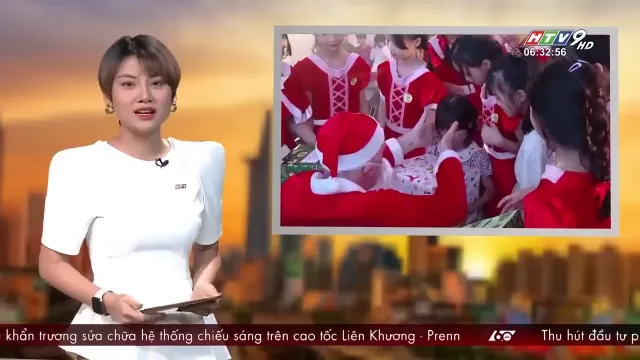 HTV9 HD
06:32:56
HTV
khẩn trương sửa chữa hệ thống chiếu sáng trên cao tốc Liên Khương - Prenn
Thu hút đầu tư